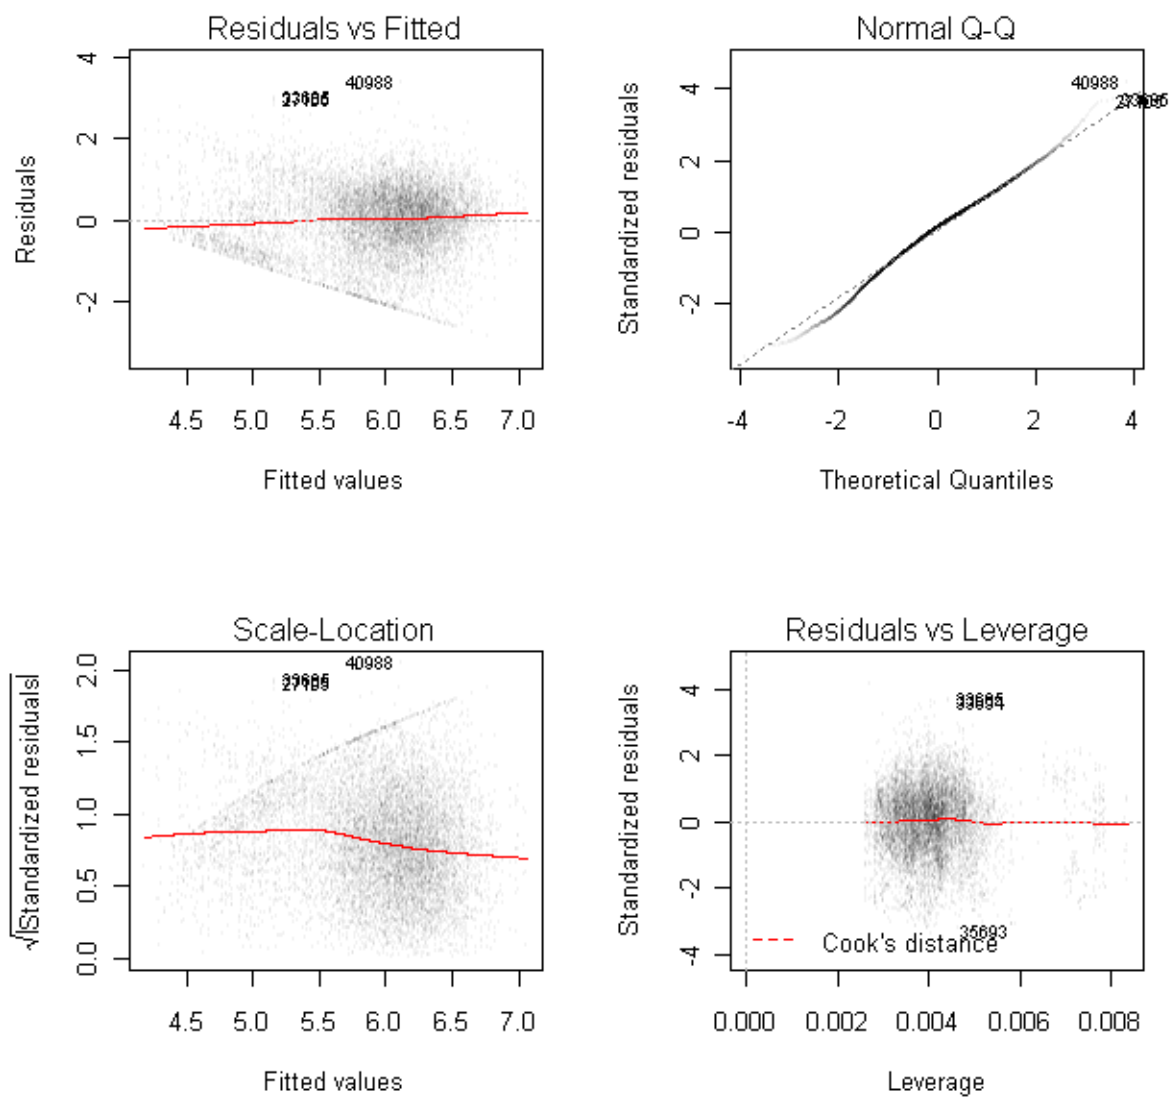 Residuals vs Fitted
Residuals
4
2
0
-2
40988
4.5 5.0 5.5 6.0 6.5 7.0
Fitted values
Normal Q-Q
Standardized residuals
4
2
0
-2
40988
-4 -2 0 2 4
Theoretical Quantiles
Scale-Location
√|Standardized residuals|
2.0
1.5
1.0
0.5
0.0
40988
4.5 5.0 5.5 6.0 6.5 7.0
Fitted values
Residuals vs Leverage
Standardized residuals
4
2
0
-2
-4
35693
Cook's distance
0.000 0.002 0.004 0.006 0.008
Leverage